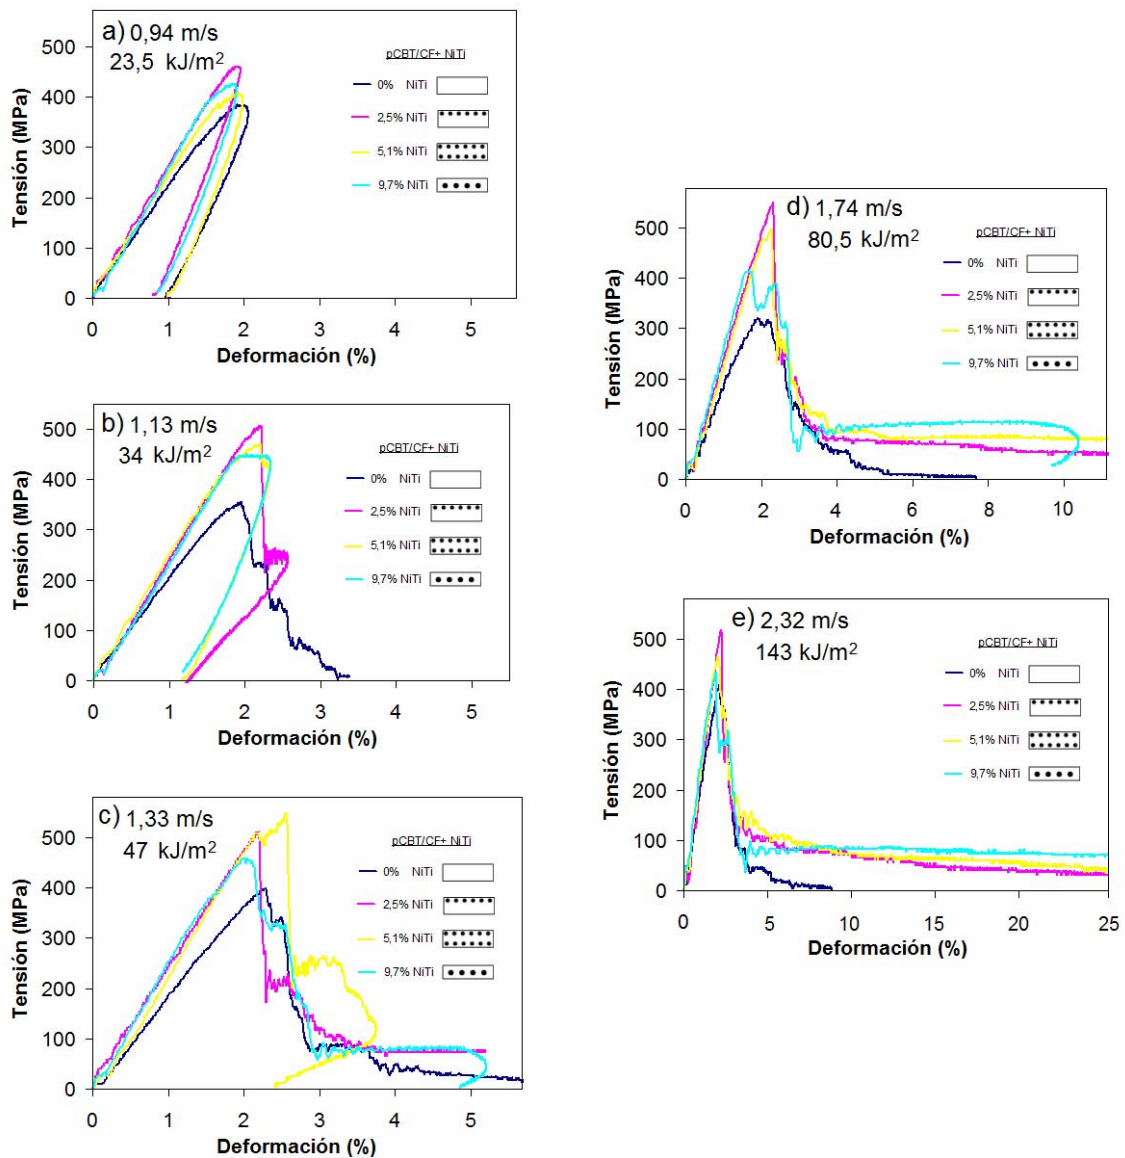 a) 0,94 m/s
23,5 kJ/m²
pCBT/CF+ NiTi
0% NiTi
2,5% NiTi
5,1% NiTi
9,7% NiTi
Tensión (MPa)
500
400
300
200
100
0
0 1 2 3 4 5
Deformación (%)
b) 1,13 m/s
34 kJ/m²
pCBT/CF+ NiTi
0% NiTi
2,5% NiTi
5,1% NiTi
9,7% NiTi
Tensión (MPa)
500
400
300
200
100
0
0 1 2 3 4 5
Deformación (%)
c) 1,33 m/s
47 kJ/m²
pCBT/CF+ NiTi
0% NiTi
2,5% NiTi
5,1% NiTi
9,7% NiTi
Tensión (MPa)
500
400
300
200
100
0
0 1 2 3 4 5
Deformación (%)
d) 1,74 m/s
80,5 kJ/m²
pCBT/CF+ NiTi
0% NiTi
2,5% NiTi
5,1% NiTi
9,7% NiTi
Tensión (MPa)
500
400
300
200
100
0
0 2 4 6 8 10
Deformación (%)
e) 2,32 m/s
143 kJ/m²
pCBT/CF+ NiTi
0% NiTi
2,5% NiTi
5,1% NiTi
9,7% NiTi
Tensión (MPa)
500
400
300
200
100
0
0 5 10 15 20 25
Deformación (%)